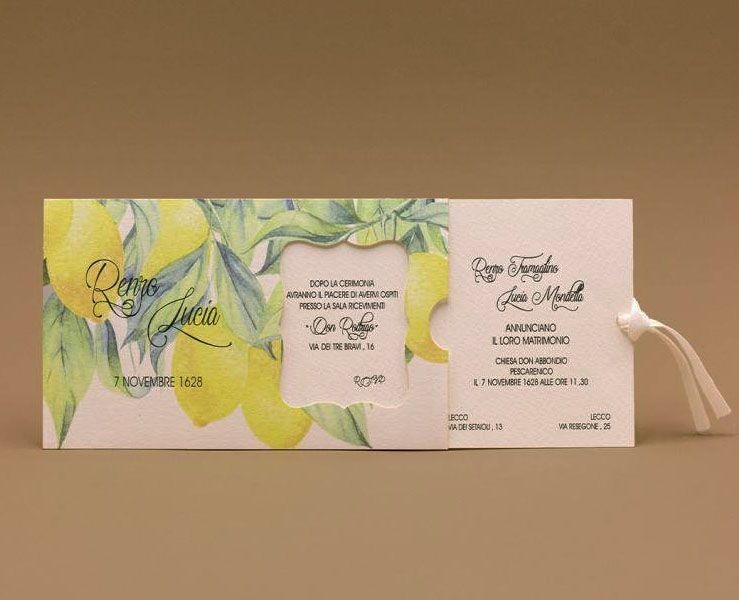 Renzo
Lucia
7 NOVEMBRE 1628
DOPO LA CERIMONIA
AVRANNO IL PIACERE DI AVERVI OSPITI
PRESSO LA SALA RICEVIMENTI
"Don Rodrigo"
VIA DEI TRE BRAVI , 16
RSVP
Renzo Tramaglino
Lucia Mondella
ANNUNCIANO
IL LORO MATRIMONIO
CHIESA DON ABBONDIO
PESCARENICO
IL 7 NOVEMBRE 1628 ALLE ORE 11,30
LECCO
VIA DEI SETAIOLI , 13
LECCO
VIA RESEGONE , 25